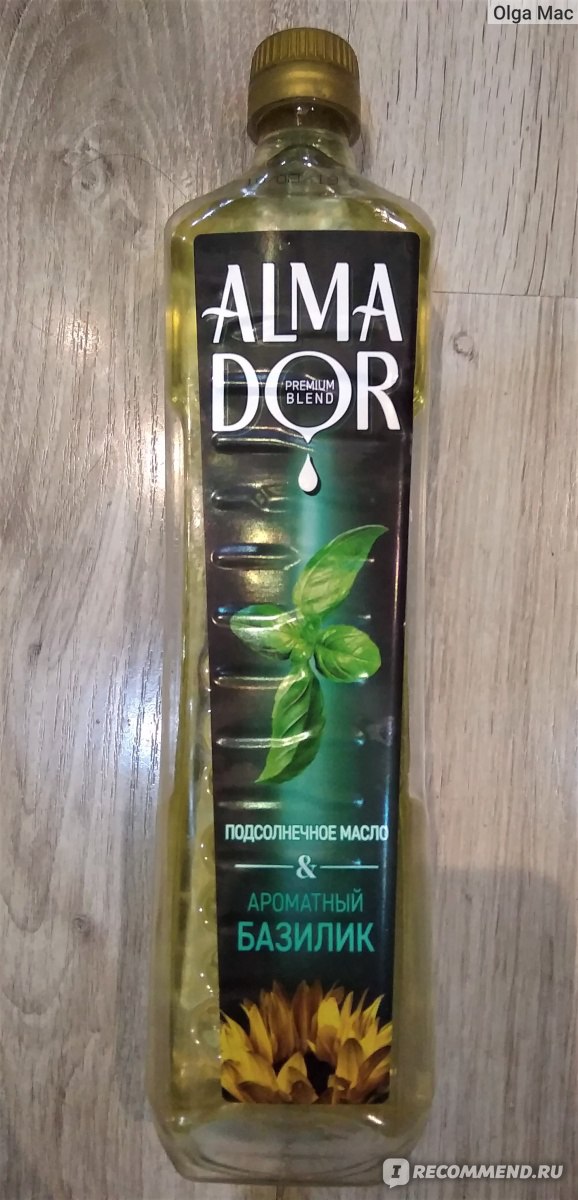 Olga Mac
ALMA
DOR
PREMIUM
BLEND
ПОДСОЛНЕЧНОЕ МАСЛО
&
АРОМАТНЫЙ
БАЗИЛИК
I RECOMMEND.RU